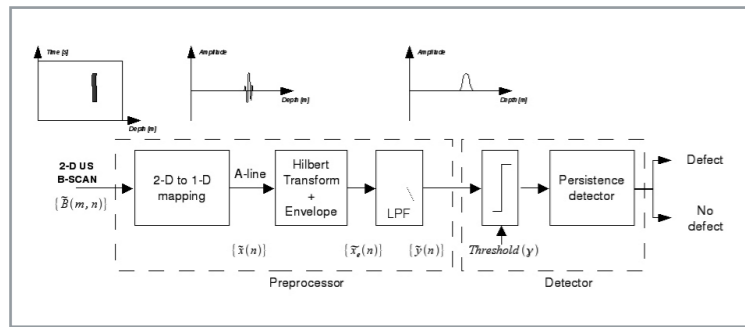 Time [s]
Depth [m]
Amplitude
Depth [m]
Amplitude
Depth [m]
2-D US
B-SCAN
{B̃(m, n)}
2-D to 1-D
mapping
A-line
{x̃(n)}
Hilbert
Transform
+
Envelope
{x̃ₑ(n)}
LPF
{ỹ(n)}
Preprocessor
Threshold(γ)
Persistence
detector
Detector
Defect
No
defect